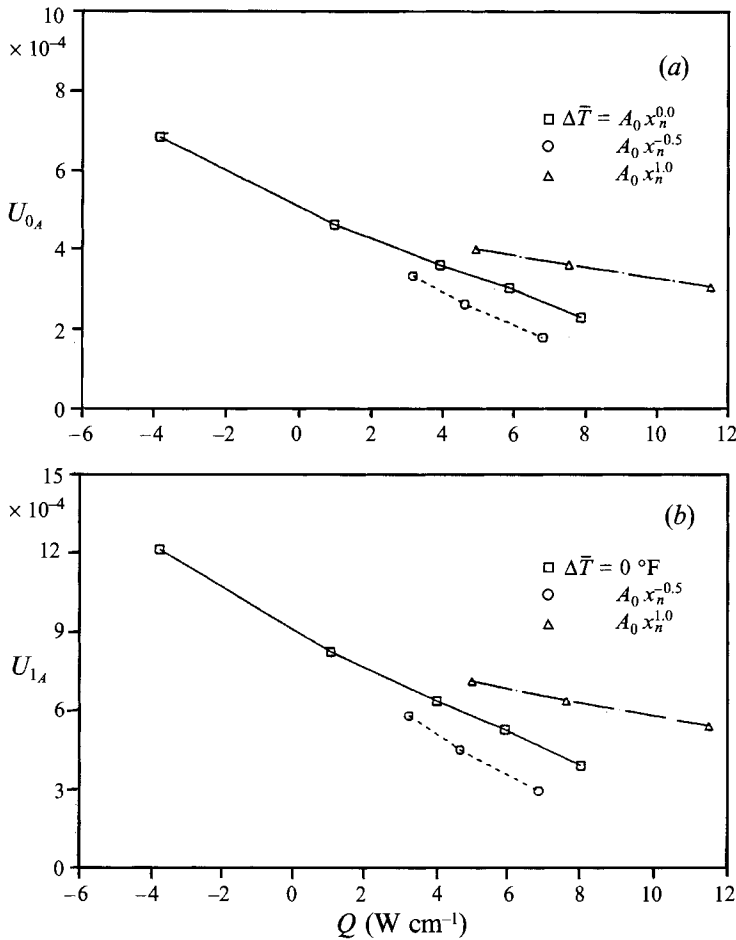 10
× 10⁻⁴
8
6
U₀_A
4
2
0
(a)
□ ΔT̄ = A₀ xₙ^0.0
○ A₀ xₙ^−0.5
△ A₀ xₙ^1.0
−6 −4 −2 0 2 4 6 8 10 12
15
× 10⁻⁴
12
9
U₁_A
6
3
0
(b)
□ ΔT̄ = 0 °F
○ A₀ xₙ^−0.5
△ A₀ xₙ^1.0
−6 −4 −2 0 2 4 6 8 10 12
Q (W cm⁻¹)